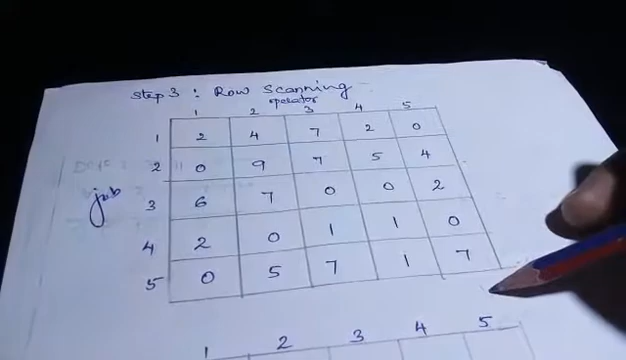 Step 3 : Row Scanning
operator
1 2 3 4 5
1 2 4 7 2 0
2 0 9 7 5 4
job
3 6 7 0 0 2
4 2 0 1 1 0
5 0 5 7 1 7
1 2 3 4 5